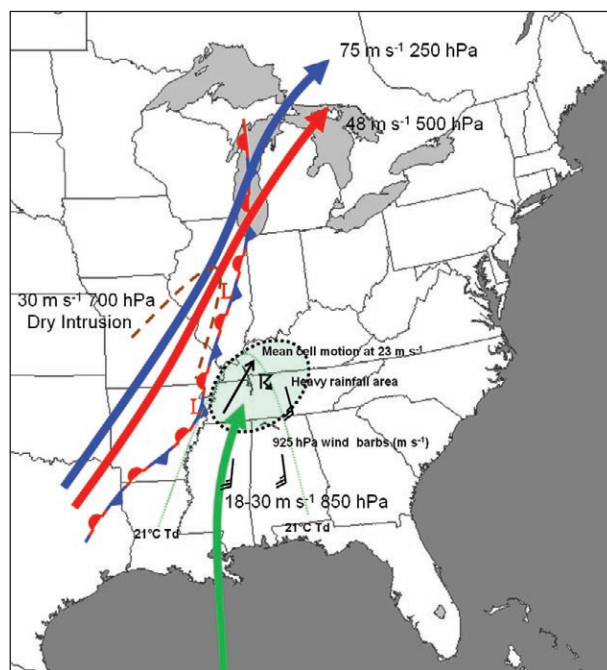 75 m s⁻¹ 250 hPa
48 m s⁻¹ 500 hPa
30 m s⁻¹ 700 hPa
Dry Intrusion
L
Mean cell motion at 23 m s⁻¹
Heavy rainfall area
L
925 hPa wind barbs (m s⁻¹)
18-30 m s⁻¹ 850 hPa
21°C Td
21°C Td